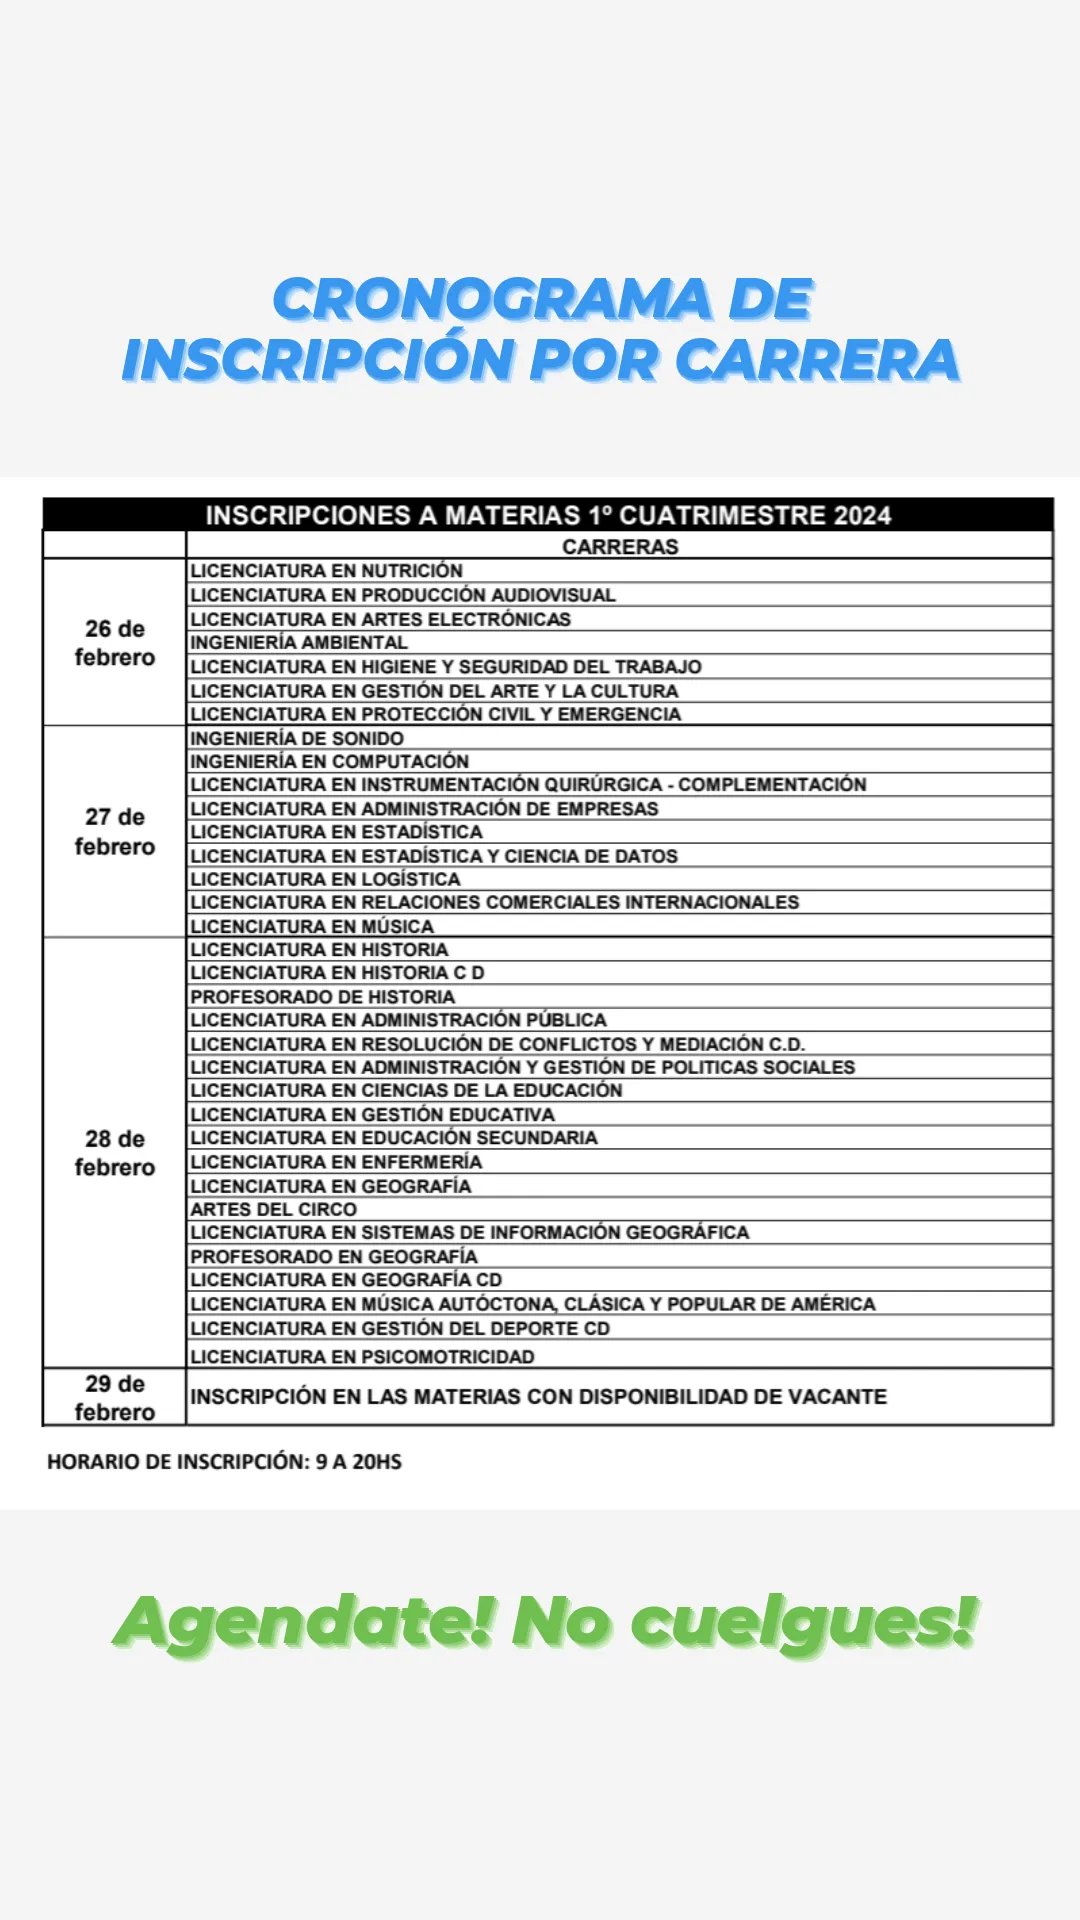 CRONOGRAMA DE
INSCRIPCIÓN POR CARRERA
INSCRIPCIONES A MATERIAS 1º CUATRIMESTRE 2024
CARRERAS
26 de
febrero
LICENCIATURA EN NUTRICIÓN
LICENCIATURA EN PRODUCCIÓN AUDIOVISUAL
LICENCIATURA EN ARTES ELECTRÓNICAS
INGENIERÍA AMBIENTAL
LICENCIATURA EN HIGIENE Y SEGURIDAD DEL TRABAJO
LICENCIATURA EN GESTIÓN DEL ARTE Y LA CULTURA
LICENCIATURA EN PROTECCIÓN CIVIL Y EMERGENCIA
27 de
febrero
INGENIERÍA DE SONIDO
INGENIERÍA EN COMPUTACIÓN
LICENCIATURA EN INSTRUMENTACIÓN QUIRÚRGICA - COMPLEMENTACIÓN
LICENCIATURA EN ADMINISTRACIÓN DE EMPRESAS
LICENCIATURA EN ESTADÍSTICA
LICENCIATURA EN ESTADÍSTICA Y CIENCIA DE DATOS
LICENCIATURA EN LOGÍSTICA
LICENCIATURA EN RELACIONES COMERCIALES INTERNACIONALES
LICENCIATURA EN MÚSICA
28 de
febrero
LICENCIATURA EN HISTORIA
LICENCIATURA EN HISTORIA C D
PROFESORADO DE HISTORIA
LICENCIATURA EN ADMINISTRACIÓN PÚBLICA
LICENCIATURA EN RESOLUCIÓN DE CONFLICTOS Y MEDIACIÓN C.D.
LICENCIATURA EN ADMINISTRACIÓN Y GESTIÓN DE POLITICAS SOCIALES
LICENCIATURA EN CIENCIAS DE LA EDUCACIÓN
LICENCIATURA EN GESTIÓN EDUCATIVA
LICENCIATURA EN EDUCACIÓN SECUNDARIA
LICENCIATURA EN ENFERMERÍA
LICENCIATURA EN GEOGRAFÍA
ARTES DEL CIRCO
LICENCIATURA EN SISTEMAS DE INFORMACIÓN GEOGRÁFICA
PROFESORADO EN GEOGRAFÍA
LICENCIATURA EN GEOGRAFÍA CD
LICENCIATURA EN MÚSICA AUTÓCTONA, CLÁSICA Y POPULAR DE AMÉRICA
LICENCIATURA EN GESTIÓN DEL DEPORTE CD
LICENCIATURA EN PSICOMOTRICIDAD
29 de
febrero
INSCRIPCIÓN EN LAS MATERIAS CON DISPONIBILIDAD DE VACANTE
HORARIO DE INSCRIPCIÓN: 9 A 20HS
Agendate! No cuelgues!